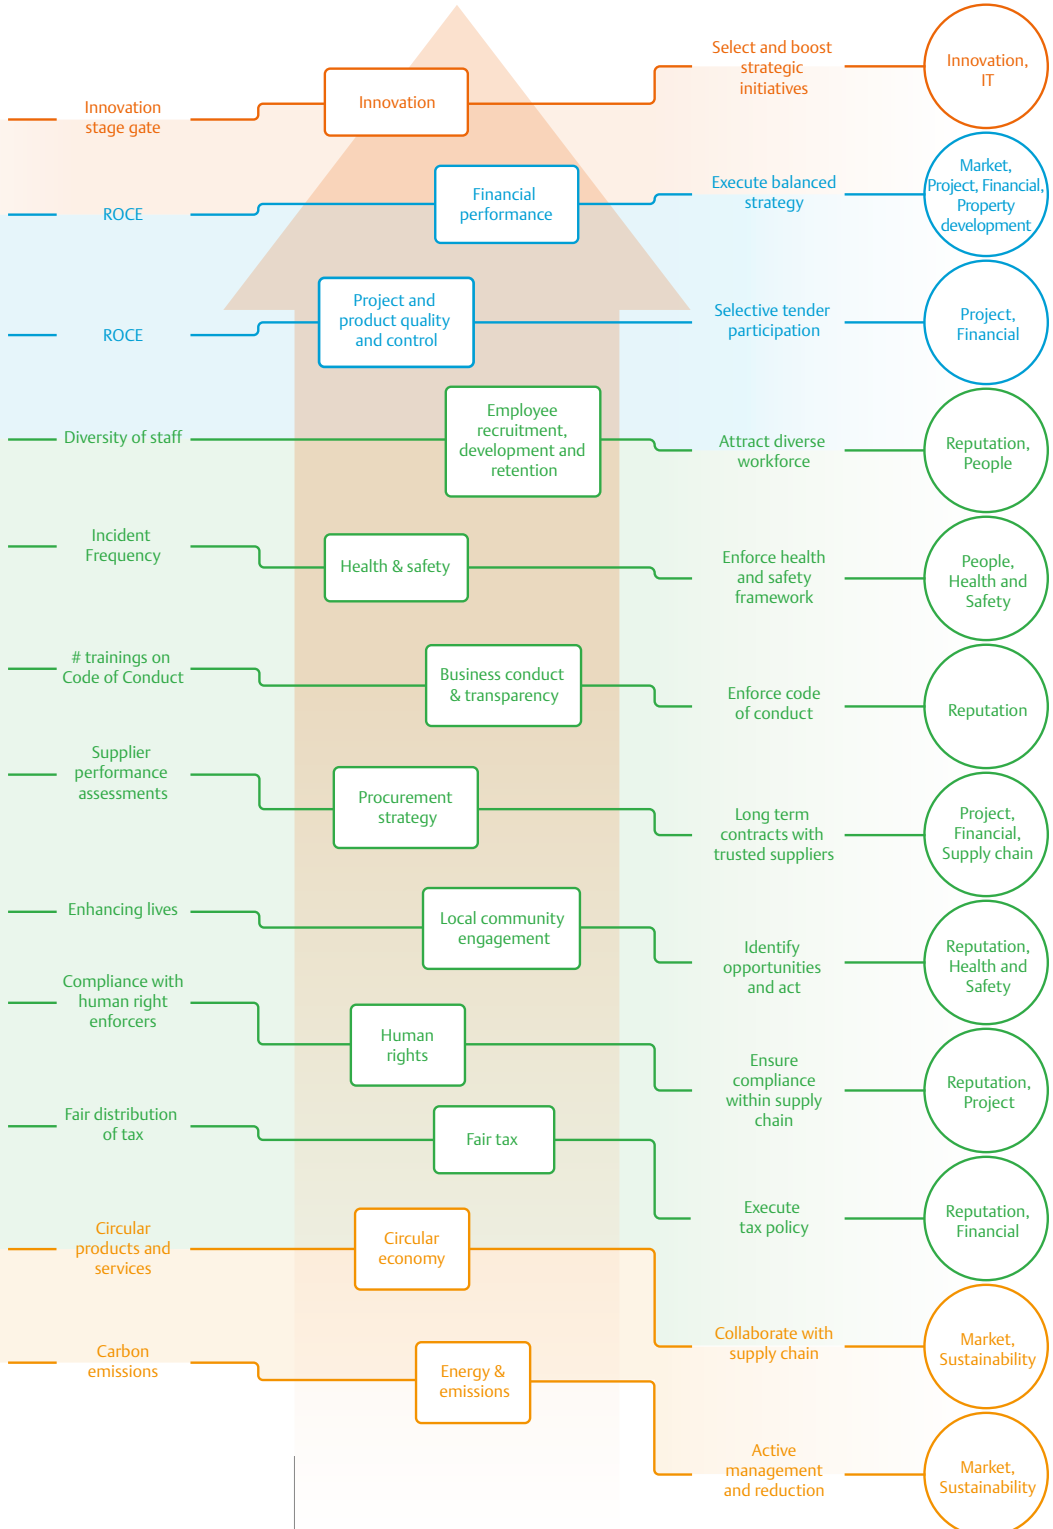 Innovation
stage gate
Innovation
Select and boost
strategic
initiatives
Innovation,
IT
ROCE
Financial
performance
Execute balanced
strategy
Market,
Project, Financial,
Property
development
ROCE
Project and
product quality
and control
Selective tender
participation
Project,
Financial
Diversity of staff
Employee
recruitment,
development and
retention
Attract diverse
workforce
Reputation,
People
Incident
Frequency
Health & safety
Enforce health
and safety
framework
People,
Health and
Safety
# trainings on
Code of Conduct
Business conduct
& transparency
Enforce code
of conduct
Reputation
Supplier
performance
assessments
Procurement
strategy
Long term
contracts with
trusted suppliers
Project,
Financial,
Supply chain
Enhancing lives
Local community
engagement
Identify
opportunities
and act
Reputation,
Health and
Safety
Compliance with
human right
enforcers
Human
rights
Ensure
compliance
within supply
chain
Reputation,
Project
Fair distribution
of tax
Fair tax
Execute
tax policy
Reputation,
Financial
Circular
products and
services
Circular
economy
Collaborate with
supply chain
Market,
Sustainability
Carbon
emissions
Energy &
emissions
Active
management
and reduction
Market,
Sustainability